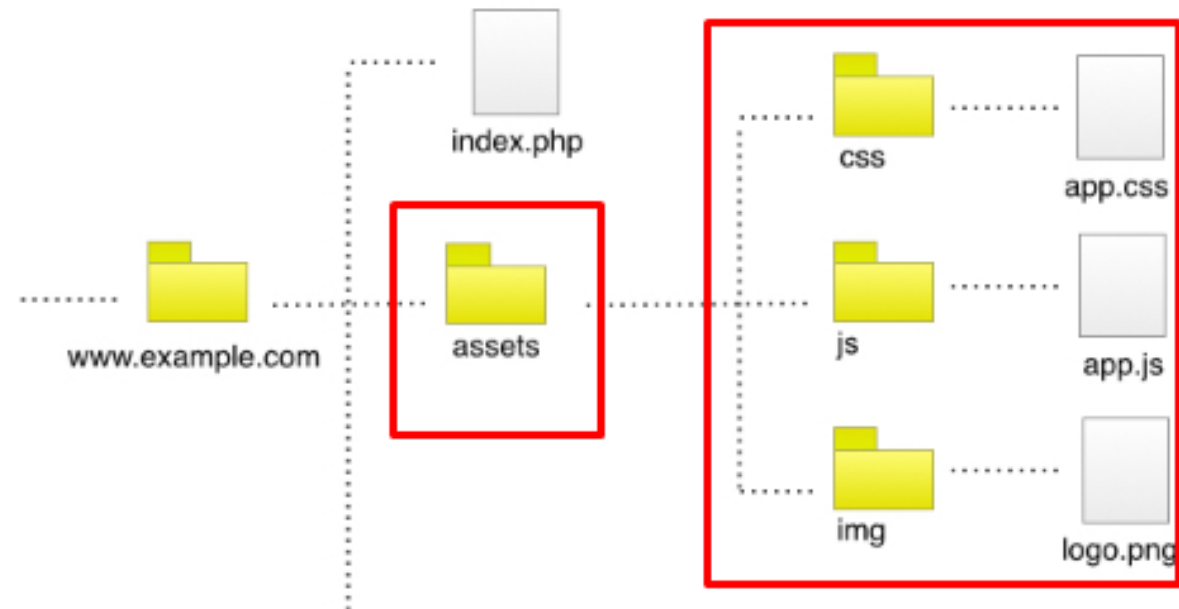 index.php
css
app.css
www.example.com
assets
js
app.js
img
logo.png